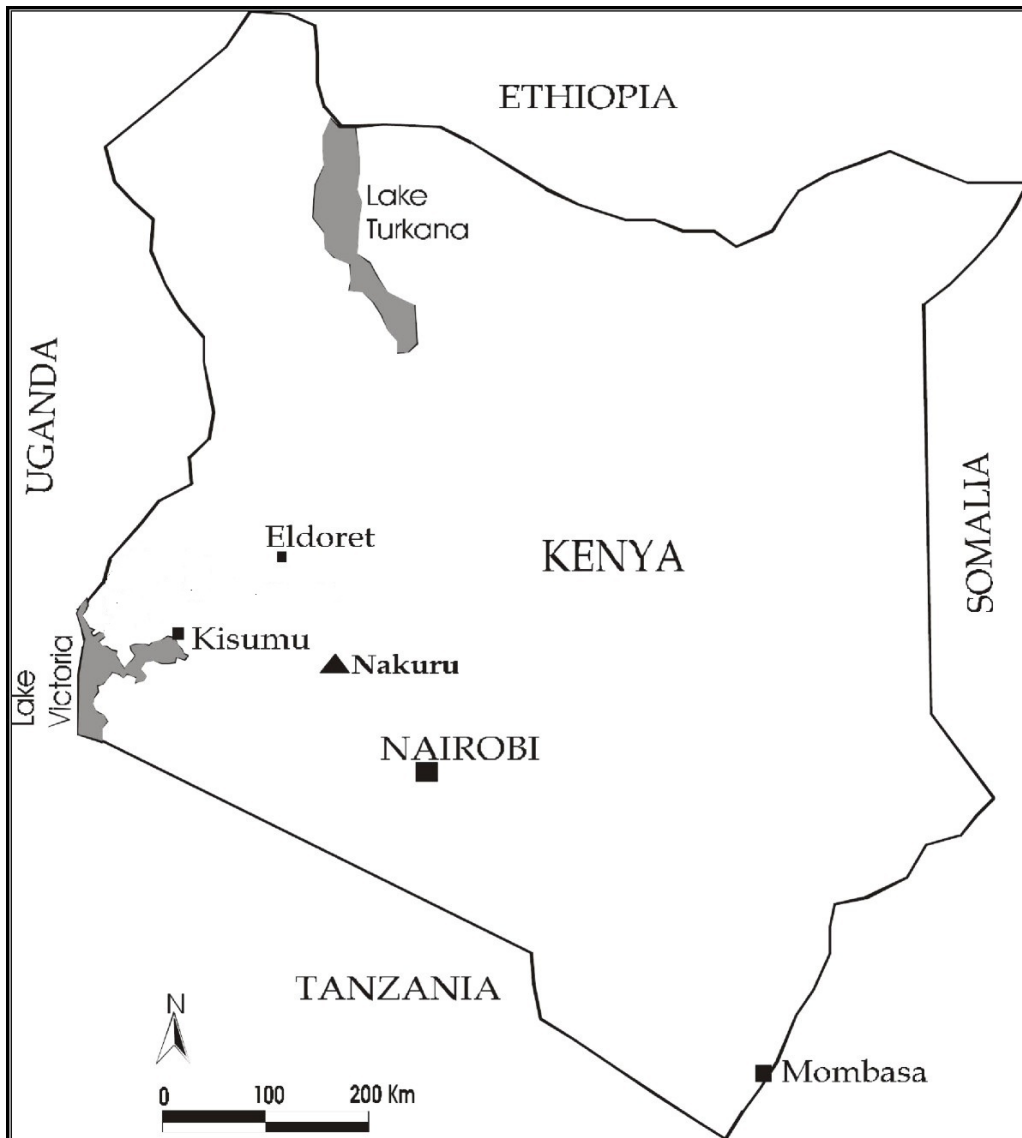 ETHIOPIA
Lake
Turkana
UGANDA
SOMALIA
Eldoret
KENYA
Kisumu
Lake
Victoria
Nakuru
NAIROBI
TANZANIA
N
Mombasa
0 100 200 Km